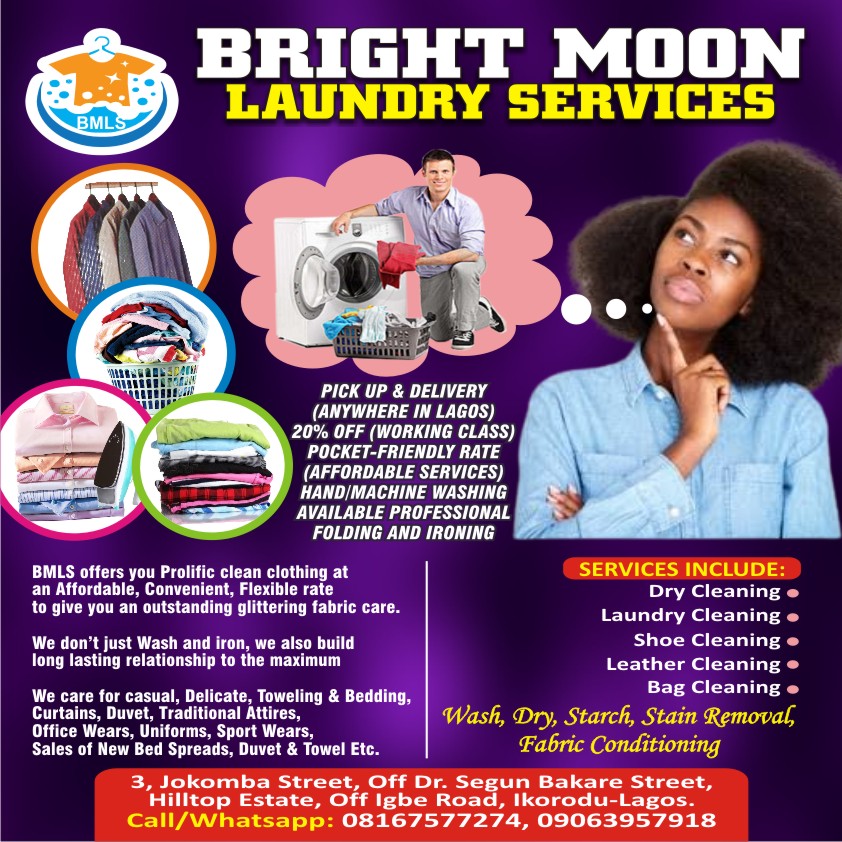 BMLS
BRIGHT MOON
LAUNDRY SERVICES
PICK UP & DELIVERY
(ANYWHERE IN LAGOS)
20% OFF (WORKING CLASS)
POCKET-FRIENDLY RATE
(AFFORDABLE SERVICES)
HAND/MACHINE WASHING
AVAILABLE PROFESSIONAL
FOLDING AND IRONING
BMLS offers you Prolific clean clothing at
an Affordable, Convenient, Flexible rate
to give you an outstanding glittering fabric care.
We don't just Wash and iron, we also build
long lasting relationship to the maximum
We care for casual, Delicate, Toweling & Bedding,
Curtains, Duvet, Traditional Attires,
Office Wears, Uniforms, Sport Wears,
Sales of New Bed Spreads, Duvet & Towel Etc.
SERVICES INCLUDE:
Dry Cleaning
Laundry Cleaning
Shoe Cleaning
Leather Cleaning
Bag Cleaning
Wash, Dry, Starch, Stain Removal,
Fabric Conditioning
3, Jokomba Street, Off Dr. Segun Bakare Street,
Hilltop Estate, Off Igbe Road, Ikorodu-Lagos.
Call/Whatsapp: 08167577274, 09063957918